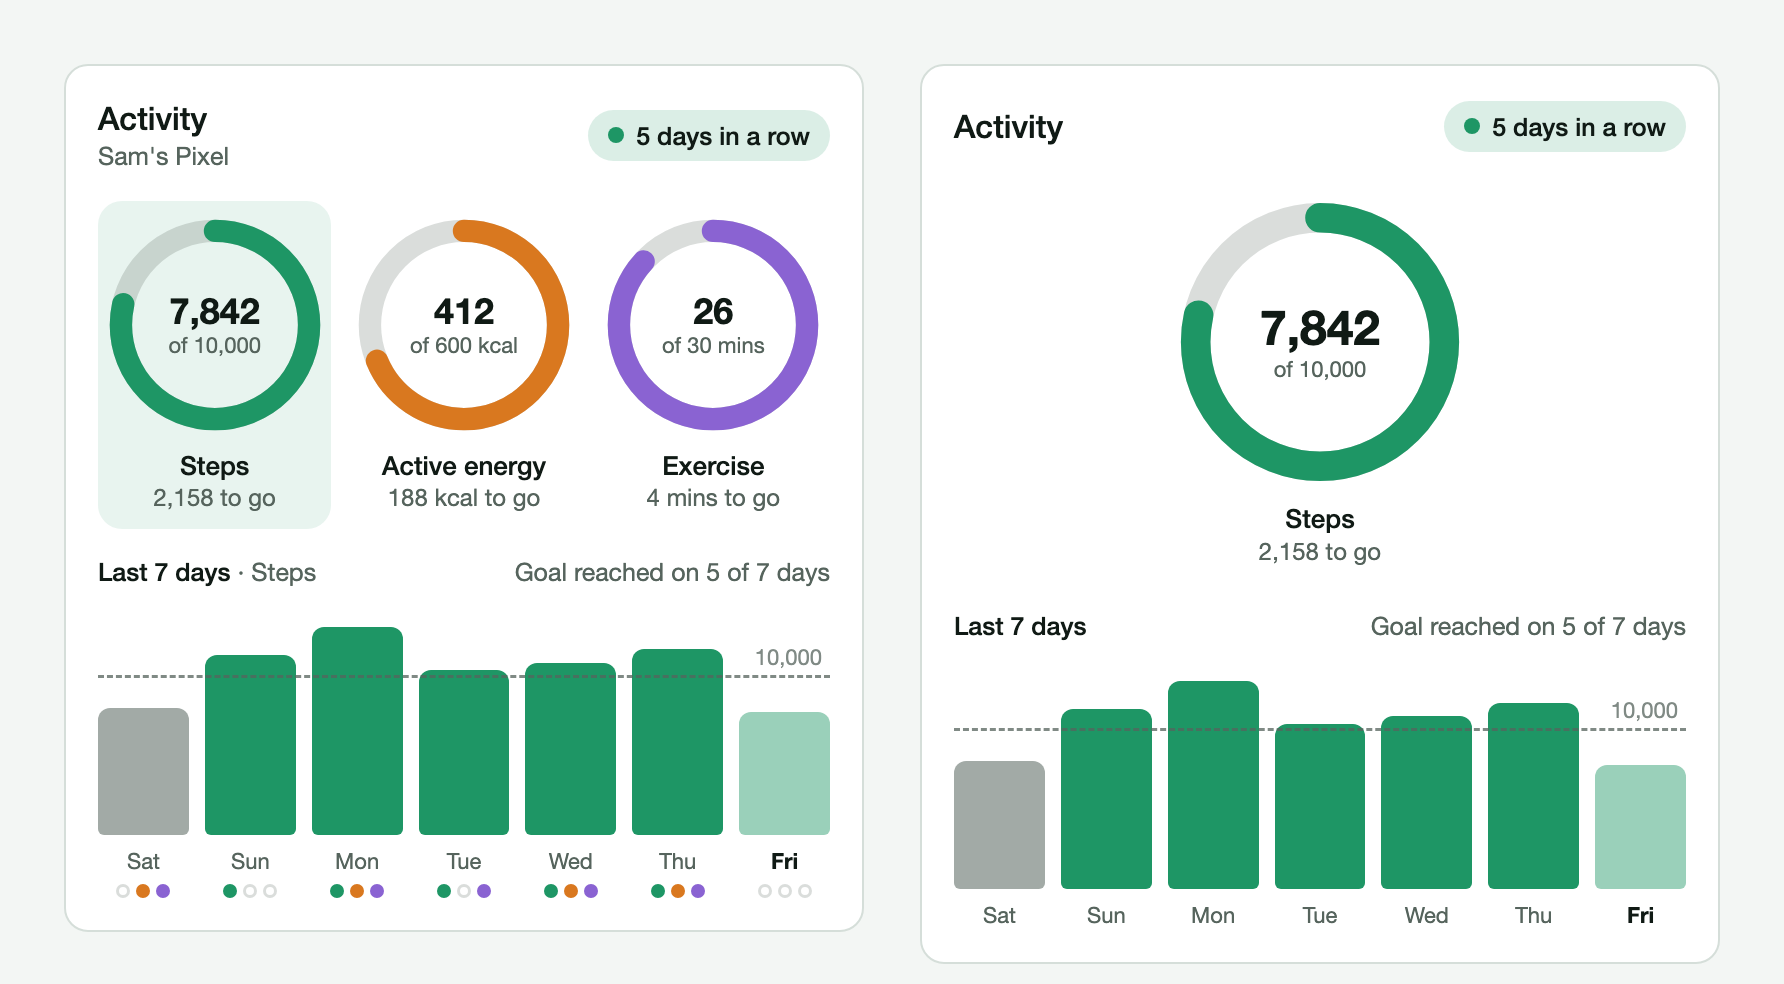 Activity
Sam's Pixel
5 days in a row
7,842
of 10,000
Steps
2,158 to go
412
of 600 kcal
Active energy
188 kcal to go
26
of 30 mins
Exercise
4 mins to go
Last 7 days · Steps
Goal reached on 5 of 7 days
10,000
Sat Sun Mon Tue Wed Thu Fri
Activity
5 days in a row
7,842
of 10,000
Steps
2,158 to go
Last 7 days
Goal reached on 5 of 7 days
10,000
Sat Sun Mon Tue Wed Thu Fri